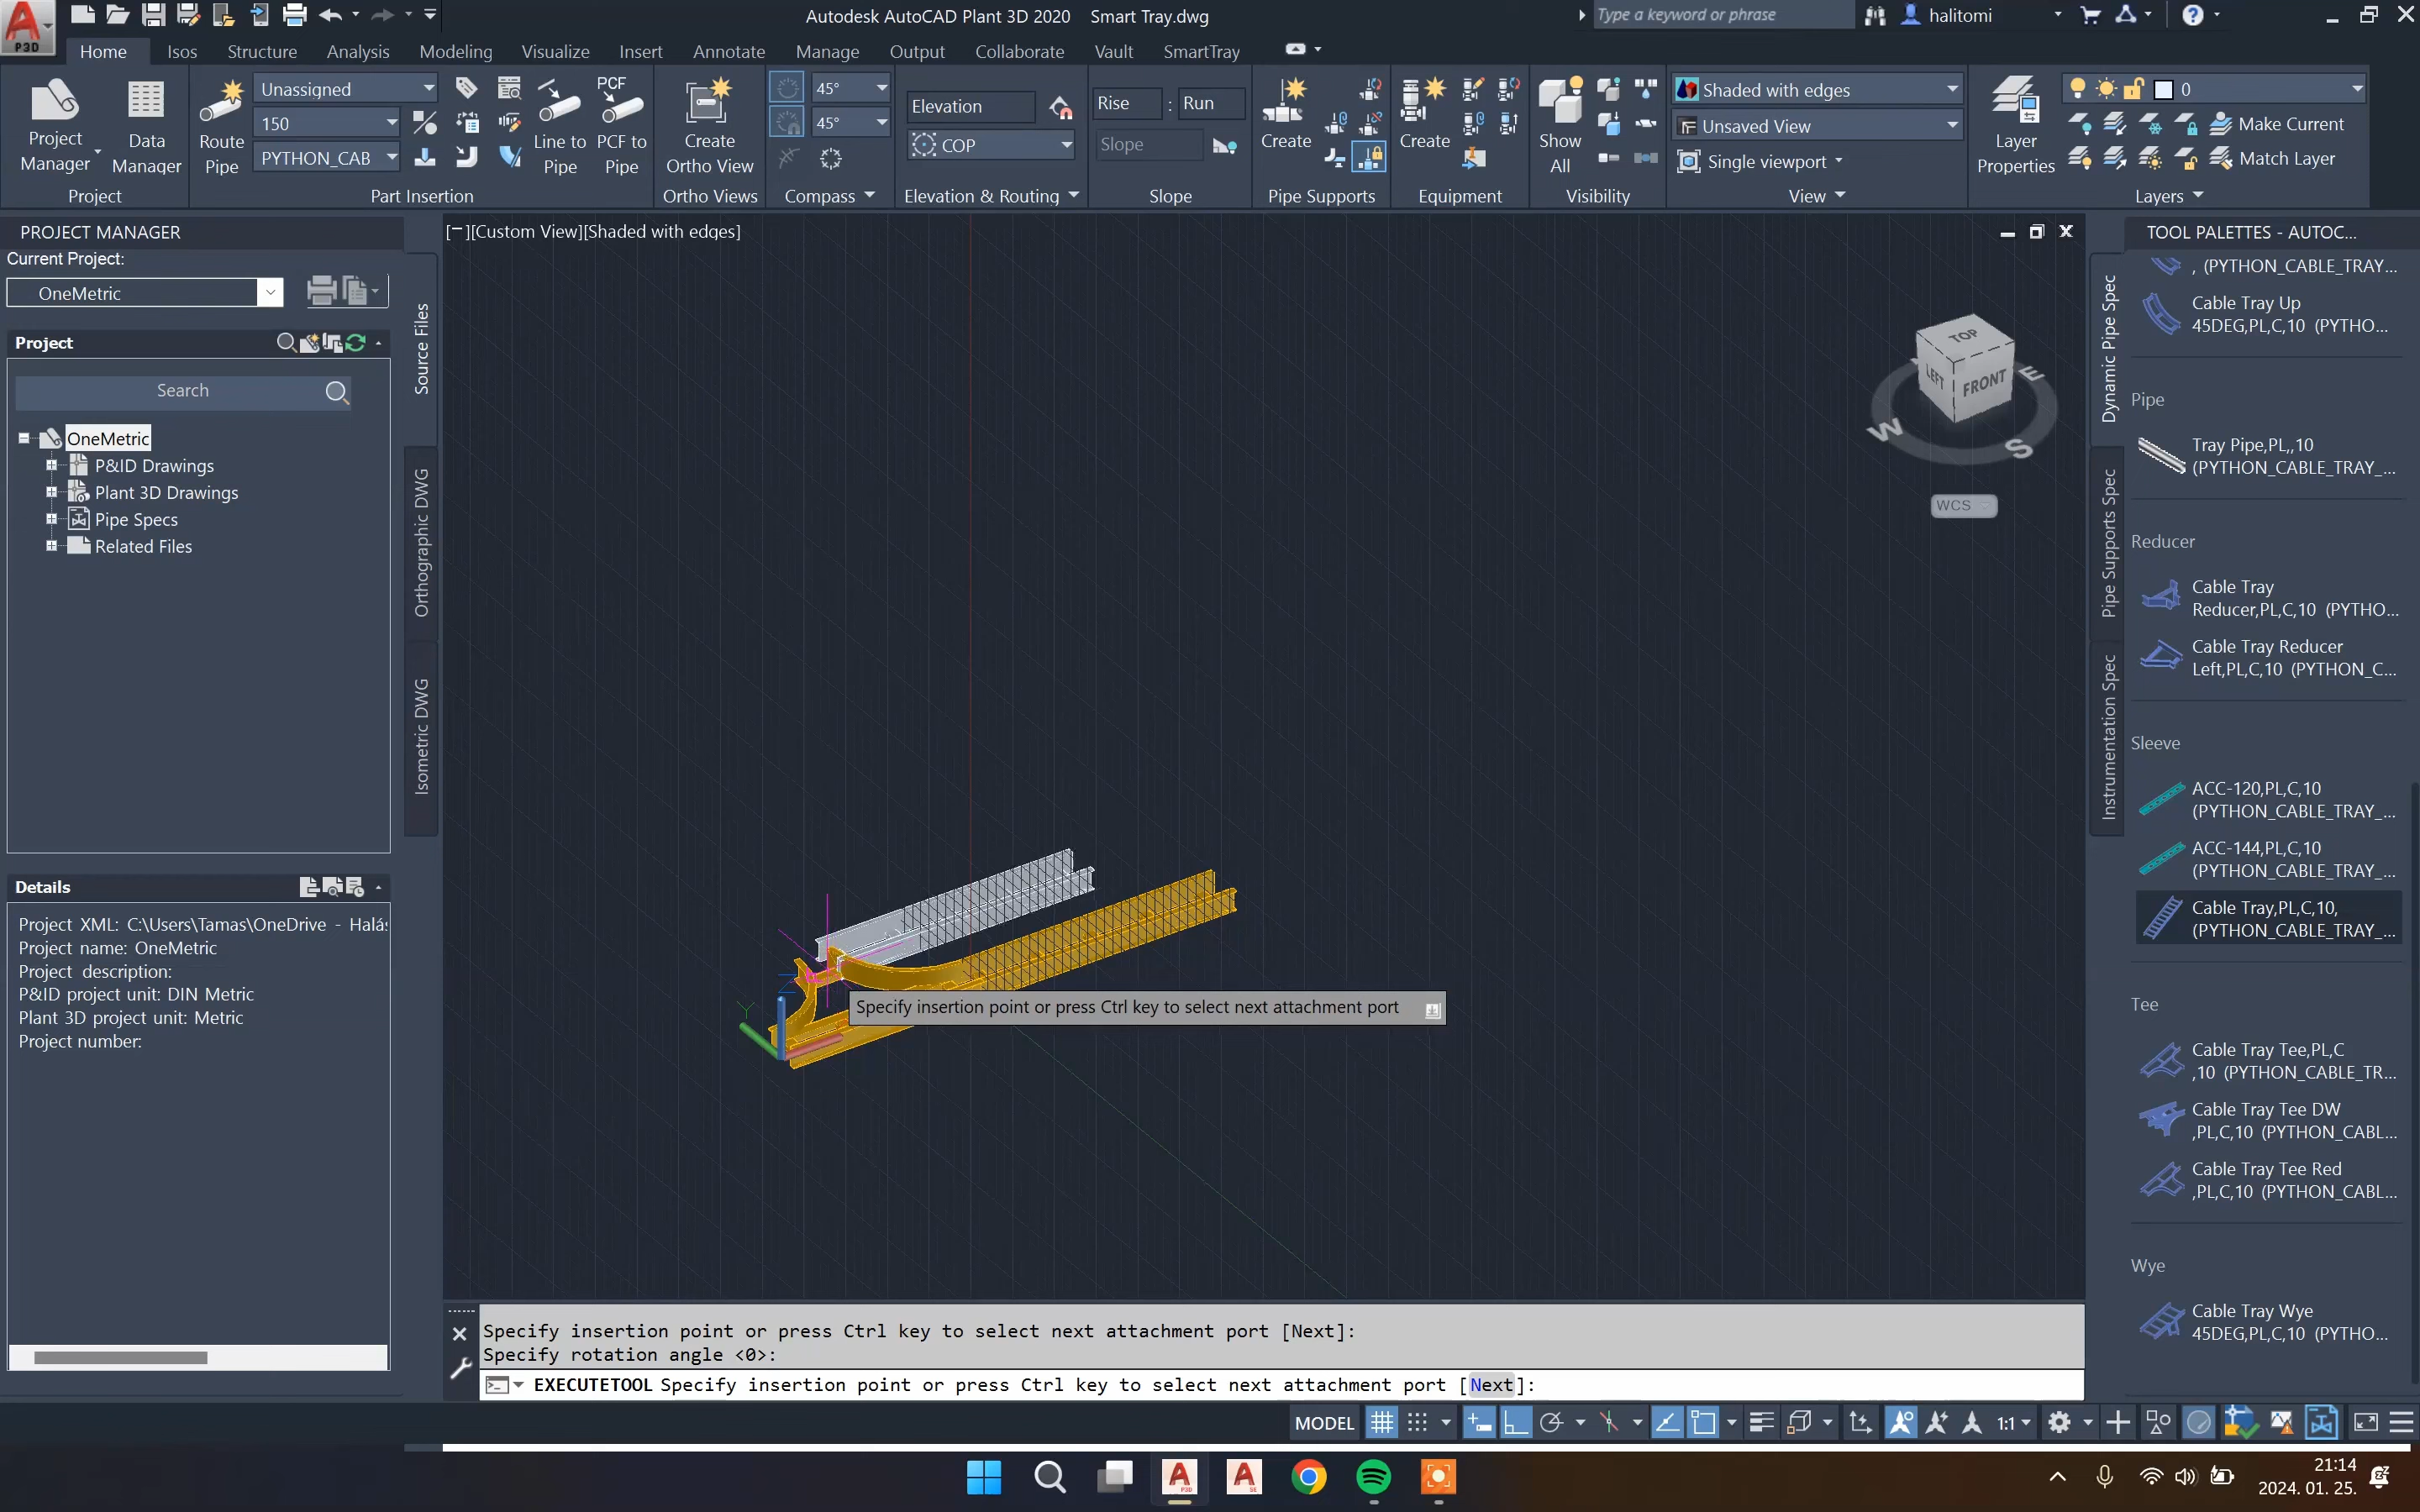 Autodesk AutoCAD Plant 3D 2020 Smart Tray.dwg
Type a keyword or phrase
halitomi
P3D
Home Isos Structure Analysis Modeling Visualize Insert Annotate Manage Output Collaborate Vault SmartTray
Project Manager
Data Manager
Project
Route Pipe
Unassigned
150
PYTHON_CAB
Line to Pipe
PCF
PCF to Pipe
Part Insertion
Create Ortho View
Ortho Views
45°
45°
Compass
Elevation
COP
Elevation & Routing
Rise : Run
Slope
Slope
Create
Pipe Supports
Create
Equipment
Show All
Visibility
Shaded with edges
Unsaved View
Single viewport
View
Layer Properties
0
Make Current
Match Layer
Layers
PROJECT MANAGER
Current Project:
OneMetric
Project
Search
OneMetric
P&ID Drawings
Plant 3D Drawings
Pipe Specs
Related Files
Source Files
Orthographic DWG
Isometric DWG
Details
Project XML: C:\Users\Tamas\OneDrive - Halás
Project name: OneMetric
Project description:
P&ID project unit: DIN Metric
Plant 3D project unit: Metric
Project number:
[−][Custom View][Shaded with edges]
TOP
LEFT
FRONT
W
S
E
WCS
Y
Specify insertion point or press Ctrl key to select next attachment port
Specify insertion point or press Ctrl key to select next attachment port [Next]:
Specify rotation angle <0>:
EXECUTETOOL Specify insertion point or press Ctrl key to select next attachment port [Next]:
TOOL PALETTES - AUTOC...
Dynamic Pipe Spec
Pipe Supports Spec
Instrumentation Spec
, (PYTHON_CABLE_TRAY...
Cable Tray Up
45DEG,PL,C,10 (PYTHO...
Pipe
Tray Pipe,PL,,10
(PYTHON_CABLE_TRAY_...
Reducer
Cable Tray
Reducer,PL,C,10 (PYTHO...
Cable Tray Reducer
Left,PL,C,10 (PYTHON_C...
Sleeve
ACC-120,PL,C,10
(PYTHON_CABLE_TRAY_...
ACC-144,PL,C,10
(PYTHON_CABLE_TRAY_...
Cable Tray,PL,C,10,
(PYTHON_CABLE_TRAY_...
Tee
Cable Tray Tee,PL,C
,10 (PYTHON_CABLE_TR...
Cable Tray Tee DW
,PL,C,10 (PYTHON_CABL...
Cable Tray Tee Red
,PL,C,10 (PYTHON_CABL...
Wye
Cable Tray Wye
45DEG,PL,C,10 (PYTHO...
MODEL
1:1
21:14
2024. 01. 25.